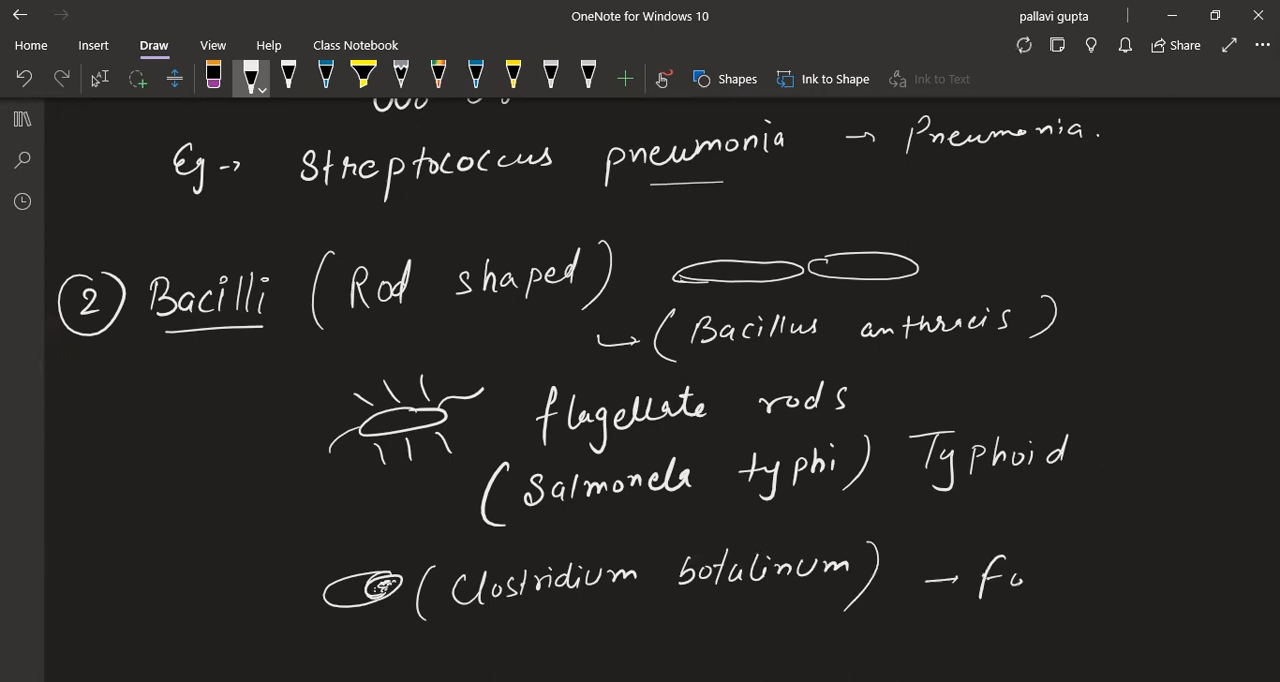 OneNote for Windows 10
pallavi gupta
Home Insert Draw View Help Class Notebook
Share
Shapes Ink to Shape Ink to Text
Eg → Streptococcus pneumonia → Pneumonia.
2 Bacilli (Rod shaped)
(Bacillus anthracis)
flagellate rods
(Salmonela typhi) Typhoid
(Clostridium botulinum) → Fo